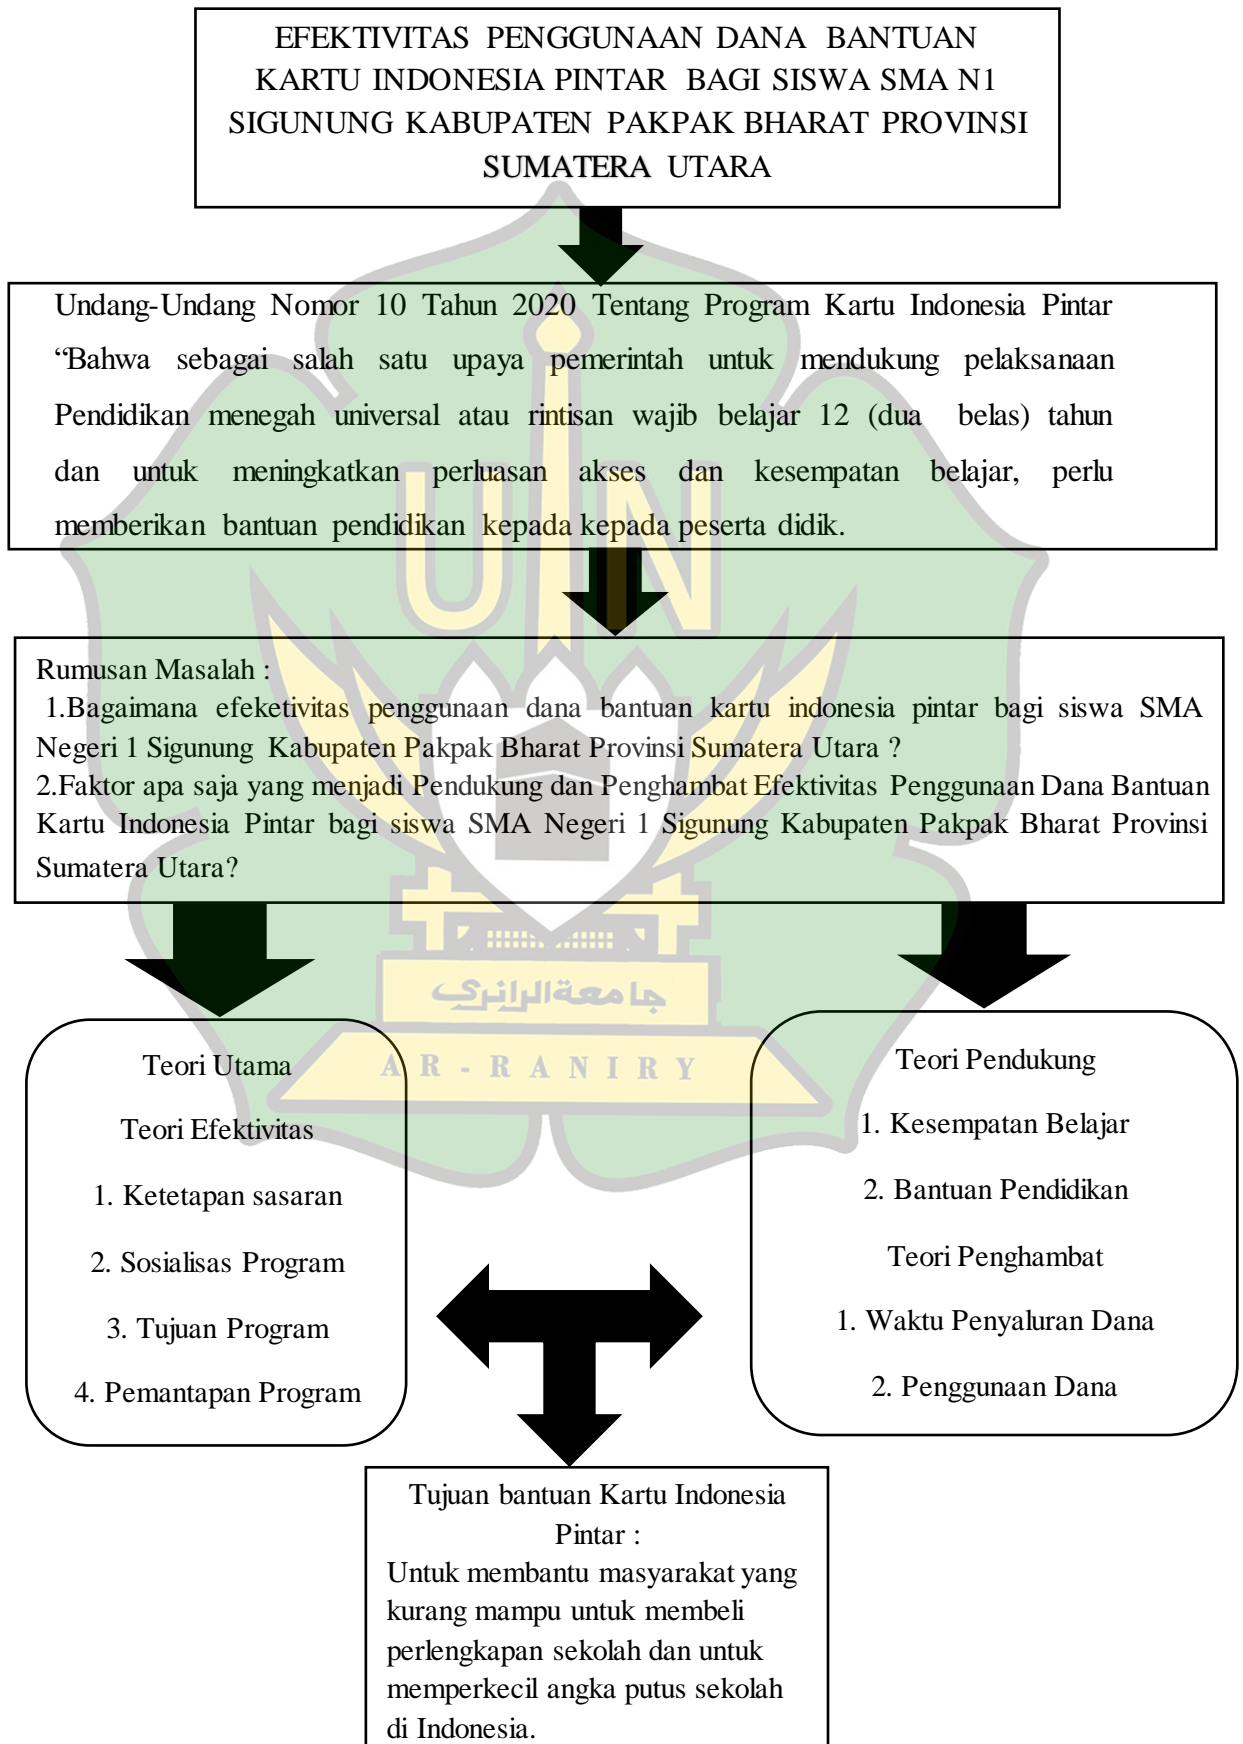 EFEKTIVITAS PENGGUNAAN DANA BANTUAN
KARTU INDONESIA PINTAR BAGI SISWA SMA N1
SIGUNUNG KABUPATEN PAKPAK BHARAT PROVINSI
SUMATERA UTARA
Undang-Undang Nomor 10 Tahun 2020 Tentang Program Kartu Indonesia Pintar
“Bahwa sebagai salah satu upaya pemerintah untuk mendukung pelaksanaan
Pendidikan menegah universal atau rintisan wajib belajar 12 (dua belas) tahun
dan untuk meningkatkan perluasan akses dan kesempatan belajar, perlu
memberikan bantuan pendidikan kepada kepada peserta didik.
UIN
Rumusan Masalah :
1.Bagaimana efeketivitas penggunaan dana bantuan kartu indonesia pintar bagi siswa SMA
Negeri 1 Sigunung Kabupaten Pakpak Bharat Provinsi Sumatera Utara ?
2.Faktor apa saja yang menjadi Pendukung dan Penghambat Efektivitas Penggunaan Dana Bantuan
Kartu Indonesia Pintar bagi siswa SMA Negeri 1 Sigunung Kabupaten Pakpak Bharat Provinsi
Sumatera Utara?
جامعة الرانري
AR-RANIRY
Teori Utama
Teori Efektivitas
1. Ketetapan sasaran
2. Sosialisas Program
3. Tujuan Program
4. Pemantapan Program
Teori Pendukung
1. Kesempatan Belajar
2. Bantuan Pendidikan
Teori Penghambat
1. Waktu Penyaluran Dana
2. Penggunaan Dana
Tujuan bantuan Kartu Indonesia
Pintar :
Untuk membantu masyarakat yang
kurang mampu untuk membeli
perlengkapan sekolah dan untuk
memperkecil angka putus sekolah
di Indonesia.